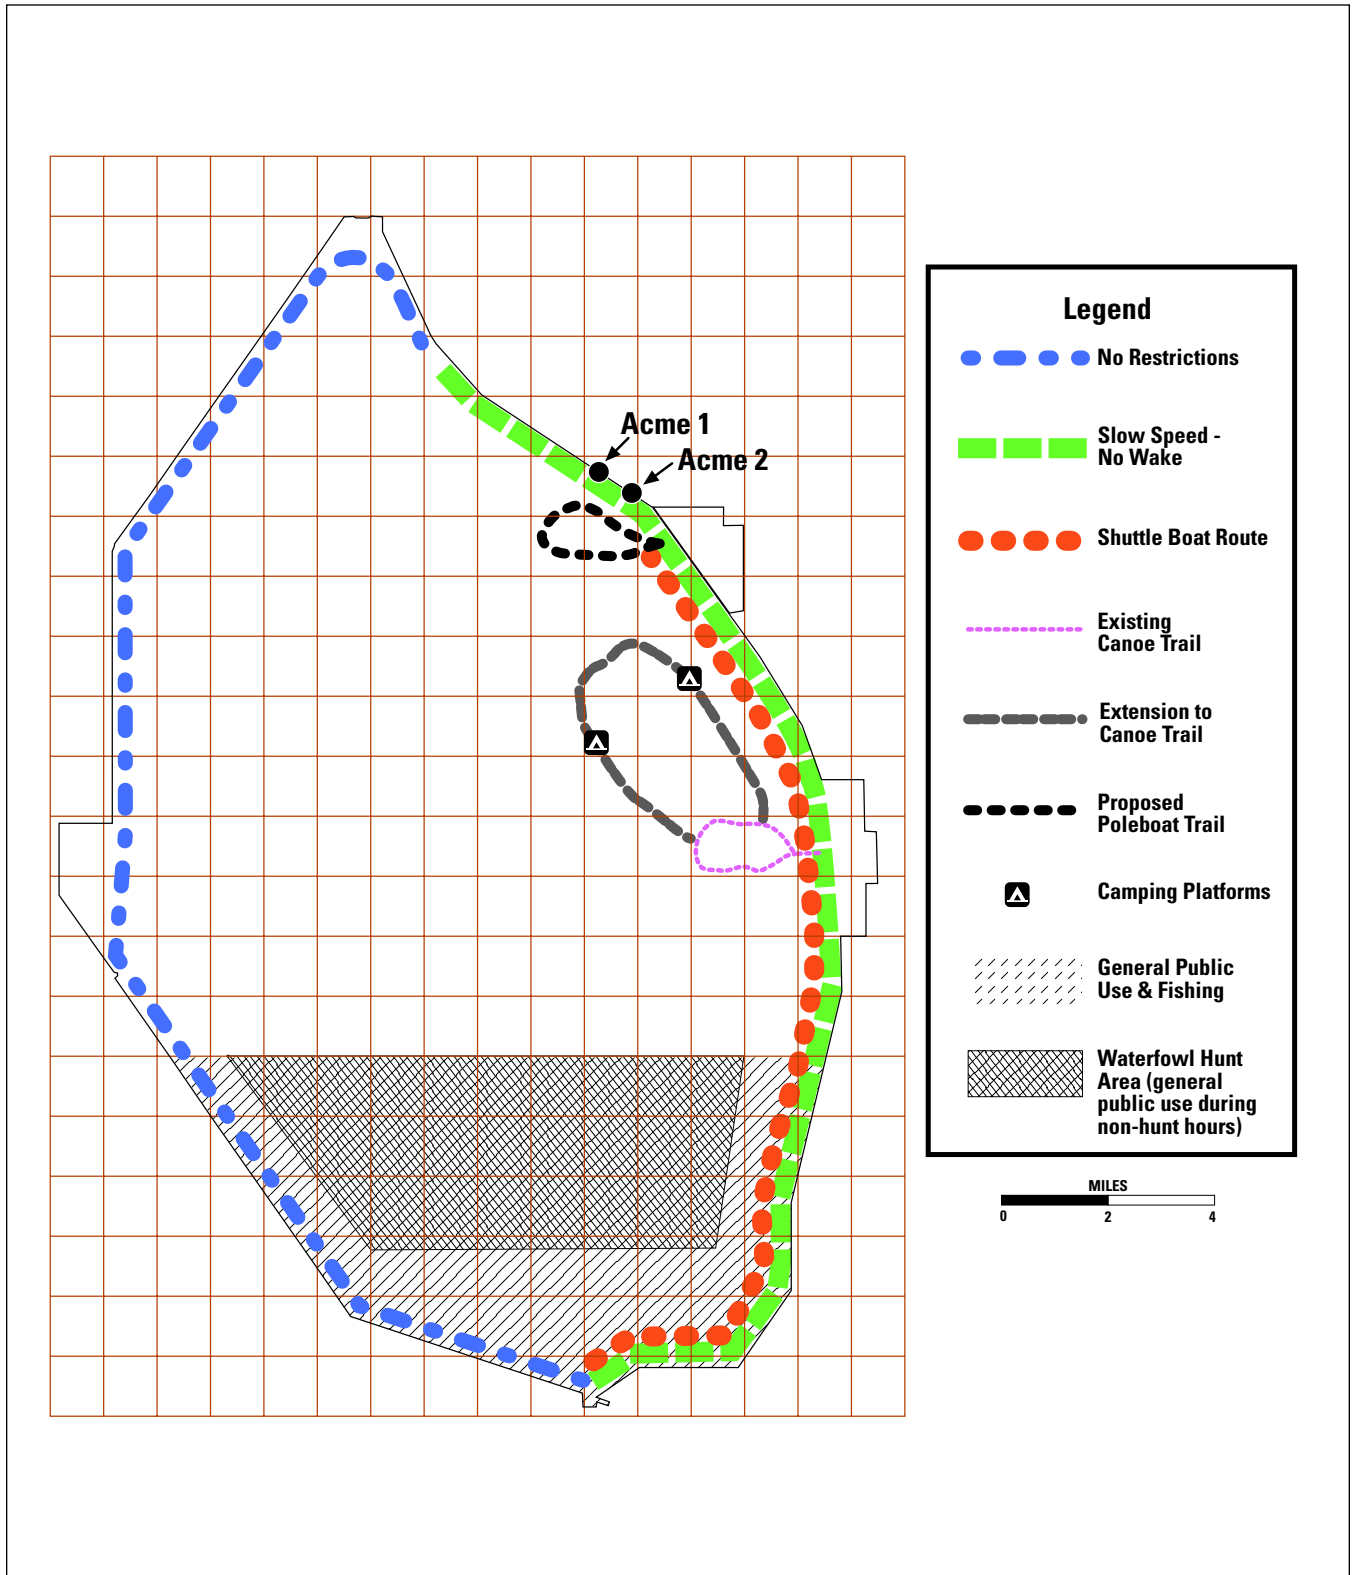 Acme 1
Acme 2
Legend
No Restrictions
Slow Speed -
No Wake
Shuttle Boat Route
Existing
Canoe Trail
Extension to
Canoe Trail
Proposed
Poleboat Trail
Camping Platforms
General Public
Use & Fishing
Waterfowl Hunt
Area (general
public use during
non-hunt hours)
MILES
0 2 4